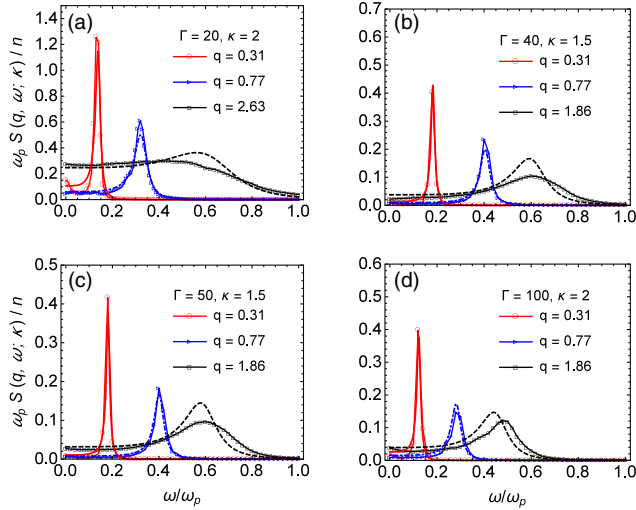 (a)
Γ = 20, κ = 2
q = 0.31
q = 0.77
q = 2.63
ωp S (q, ω; κ) / n
1.4
1.2
1.0
0.8
0.6
0.4
0.2
0.0
0.0 0.2 0.4 0.6 0.8 1.0
(b)
Γ = 40, κ = 1.5
q = 0.31
q = 0.77
q = 1.86
0.7
0.6
0.5
0.4
0.3
0.2
0.1
0.0
0.0 0.2 0.4 0.6 0.8 1.0
(c)
Γ = 50, κ = 1.5
q = 0.31
q = 0.77
q = 1.86
ωp S (q, ω; κ) / n
0.5
0.4
0.3
0.2
0.1
0.0
0.0 0.2 0.4 0.6 0.8 1.0
ω/ωp
(d)
Γ = 100, κ = 2
q = 0.31
q = 0.77
q = 1.86
0.6
0.5
0.4
0.3
0.2
0.1
0.0
0.0 0.2 0.4 0.6 0.8 1.0
ω/ωp